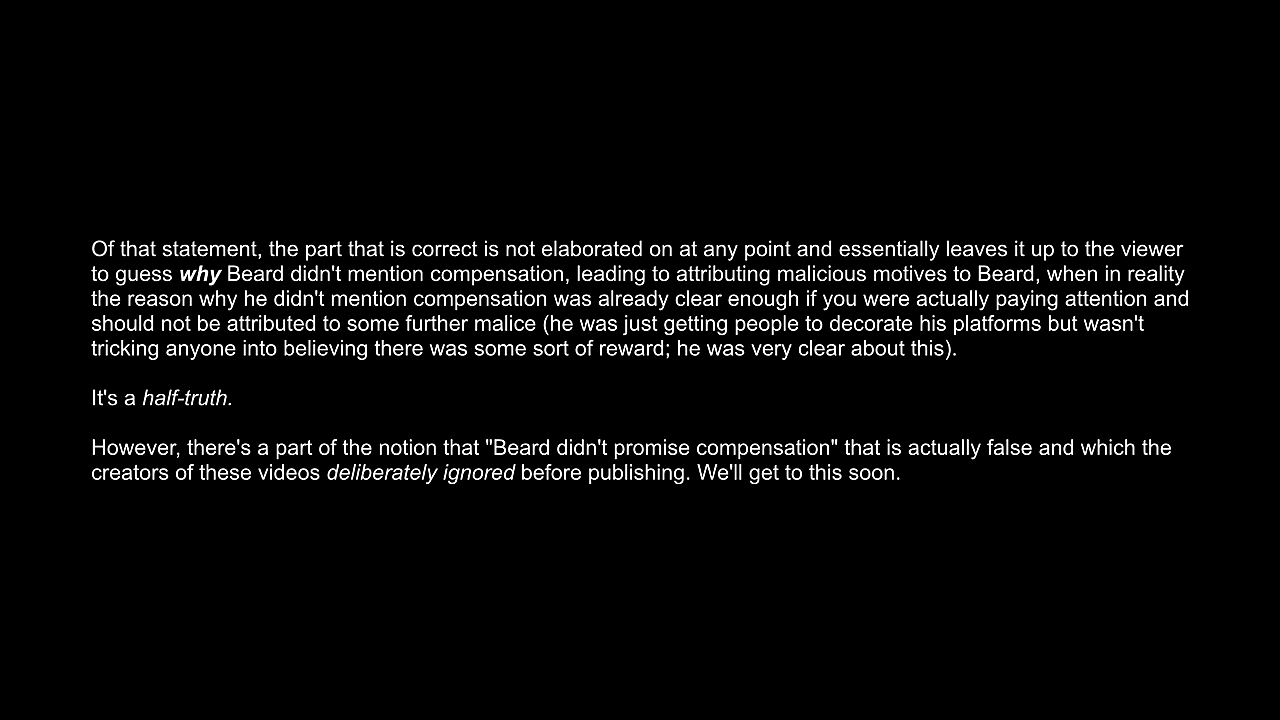 Of that statement, the part that is correct is not elaborated on at any point and essentially leaves it up to the viewer
to guess why Beard didn't mention compensation, leading to attributing malicious motives to Beard, when in reality
the reason why he didn't mention compensation was already clear enough if you were actually paying attention and
should not be attributed to some further malice (he was just getting people to decorate his platforms but wasn't
tricking anyone into believing there was some sort of reward; he was very clear about this).
It's a half-truth.
However, there's a part of the notion that "Beard didn't promise compensation" that is actually false and which the
creators of these videos deliberately ignored before publishing. We'll get to this soon.